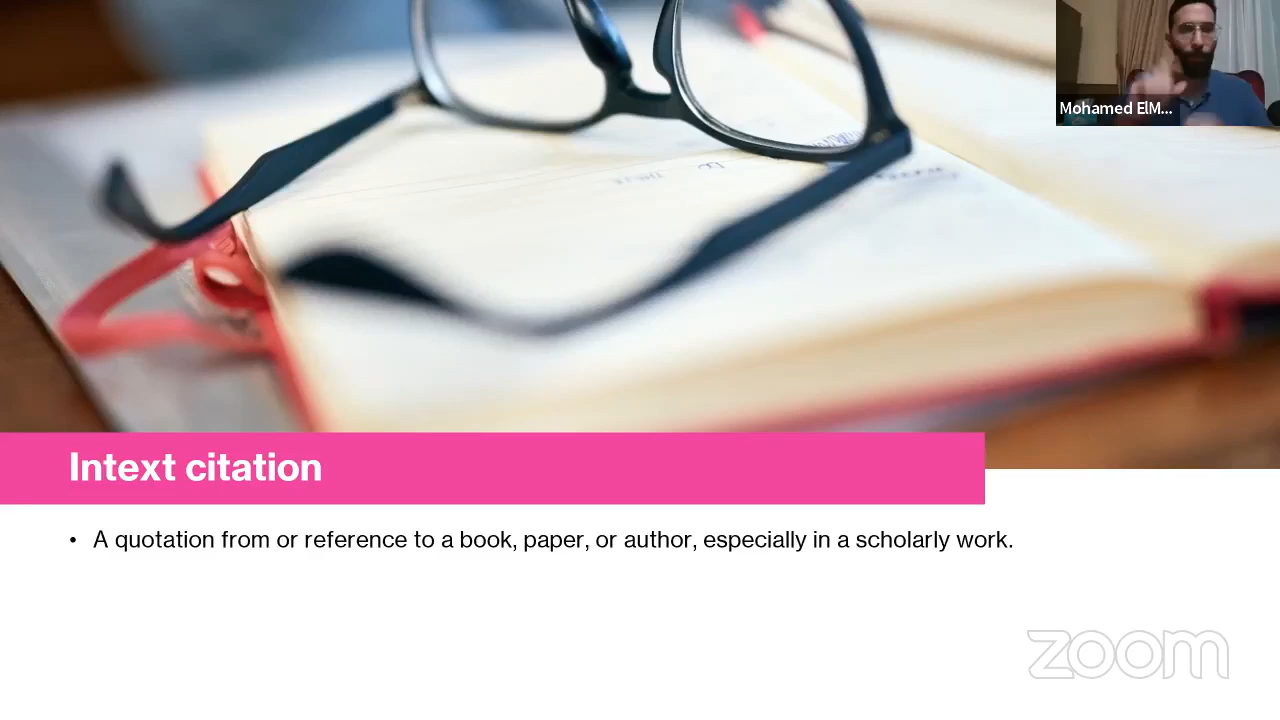 Mohamed ElM...
Intext citation
• A quotation from or reference to a book, paper, or author, especially in a scholarly work.
zoom